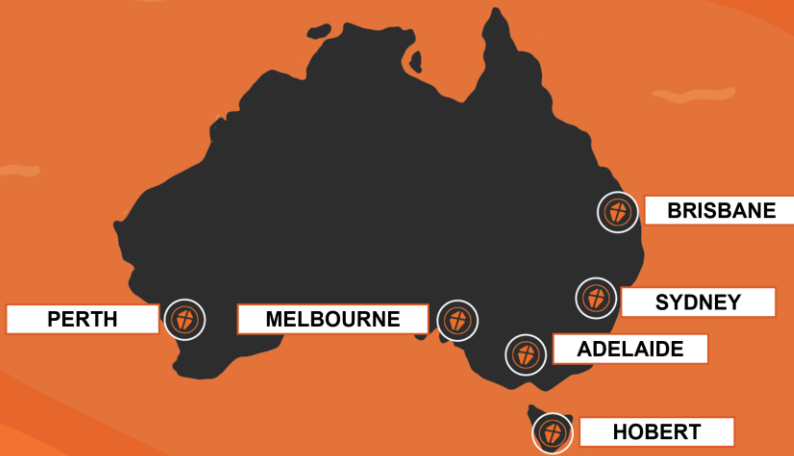 BRISBANE
SYDNEY
PERTH
MELBOURNE
ADELAIDE
HOBERT